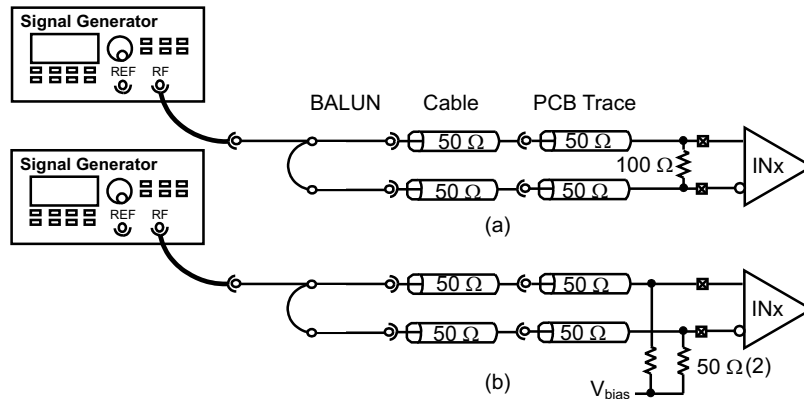 Signal Generator
REF RF
BALUN Cable PCB Trace
50 Ω 50 Ω
100 Ω
INx
50 Ω 50 Ω
(a)
Signal Generator
REF RF
50 Ω 50 Ω
INx
50 Ω 50 Ω
50 Ω(2)
(b)
Vbias